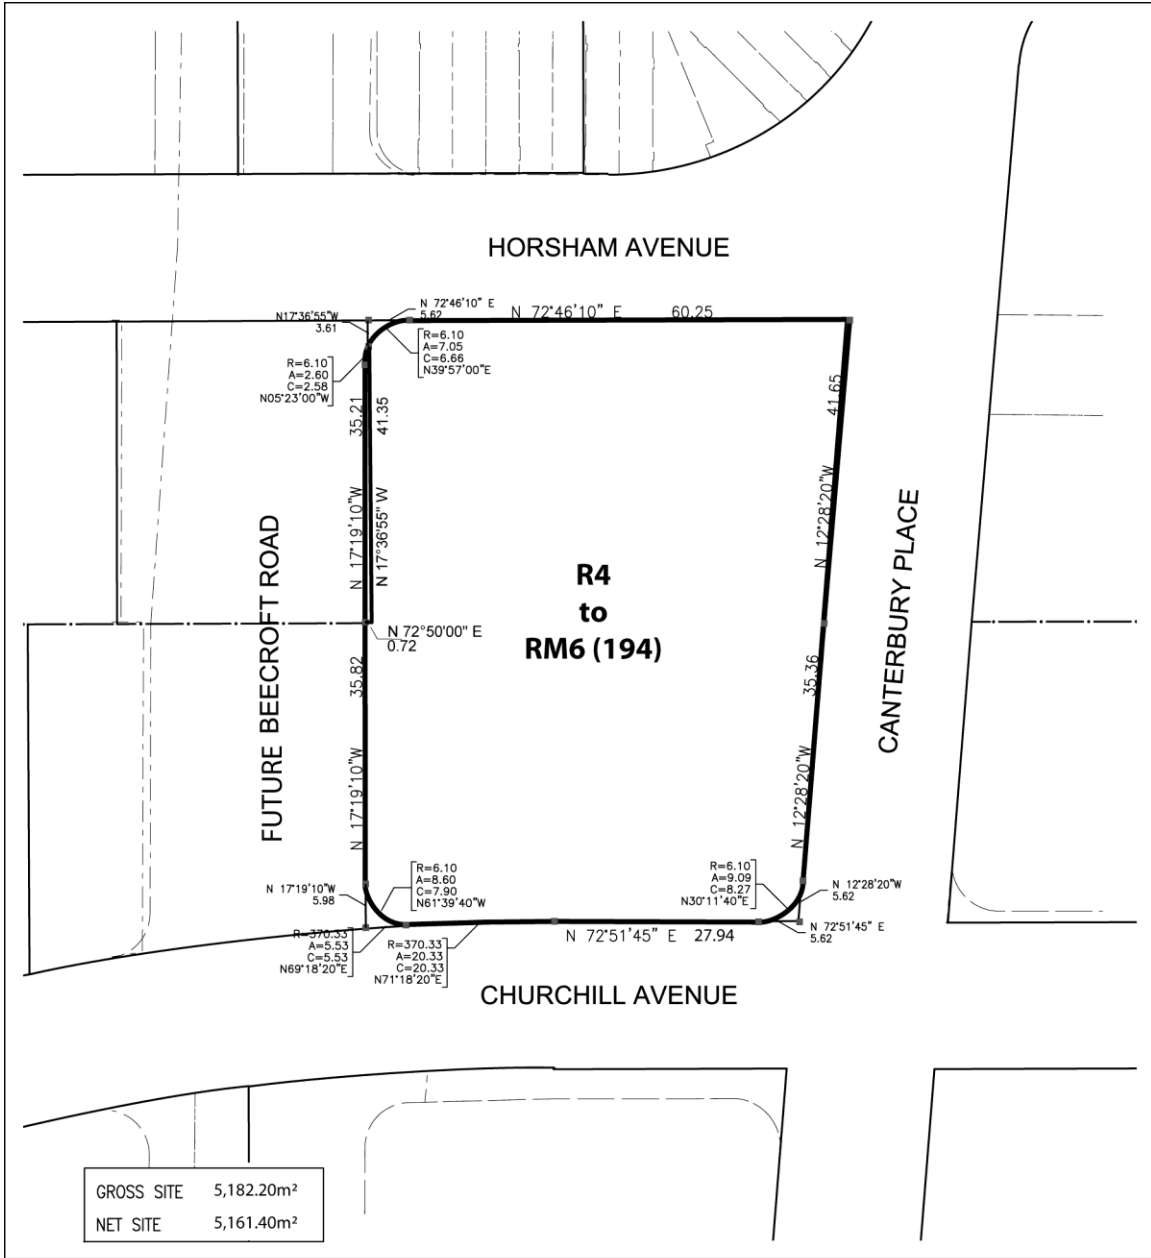 HORSHAM AVENUE
N 72°46'10" E
5.62
N 72°46'10" E 60.25
N17°36'55"W
3.61
R=6.10
A=7.05
C=6.66
N39°57'00"E
R=6.10
A=2.60
C=2.58
N05°23'00"W
35.21
41.35
41.65
N 17°19'10"W
N 17°36'55" W
N 12°28'20"W
FUTURE BEECROFT ROAD
R4
to
RM6 (194)
CANTERBURY PLACE
N 72°50'00" E
0.72
35.82
35.36
N 17°19'10"W
N 12°28'20"W
R=6.10
A=8.60
C=7.90
N61°39'40"W
R=6.10
A=9.09
C=8.27
N30°11'40"E
N 17°19'10"W
5.98
N 12°28'20"W
5.62
N 72°51'45" E
5.62
R=370.33
A=5.53
C=5.53
N69°18'20"E
R=370.33
A=20.33
C=20.33
N71°18'20"E
N 72°51'45" E 27.94
CHURCHILL AVENUE
GROSS SITE 5,182.20m²
NET SITE 5,161.40m²